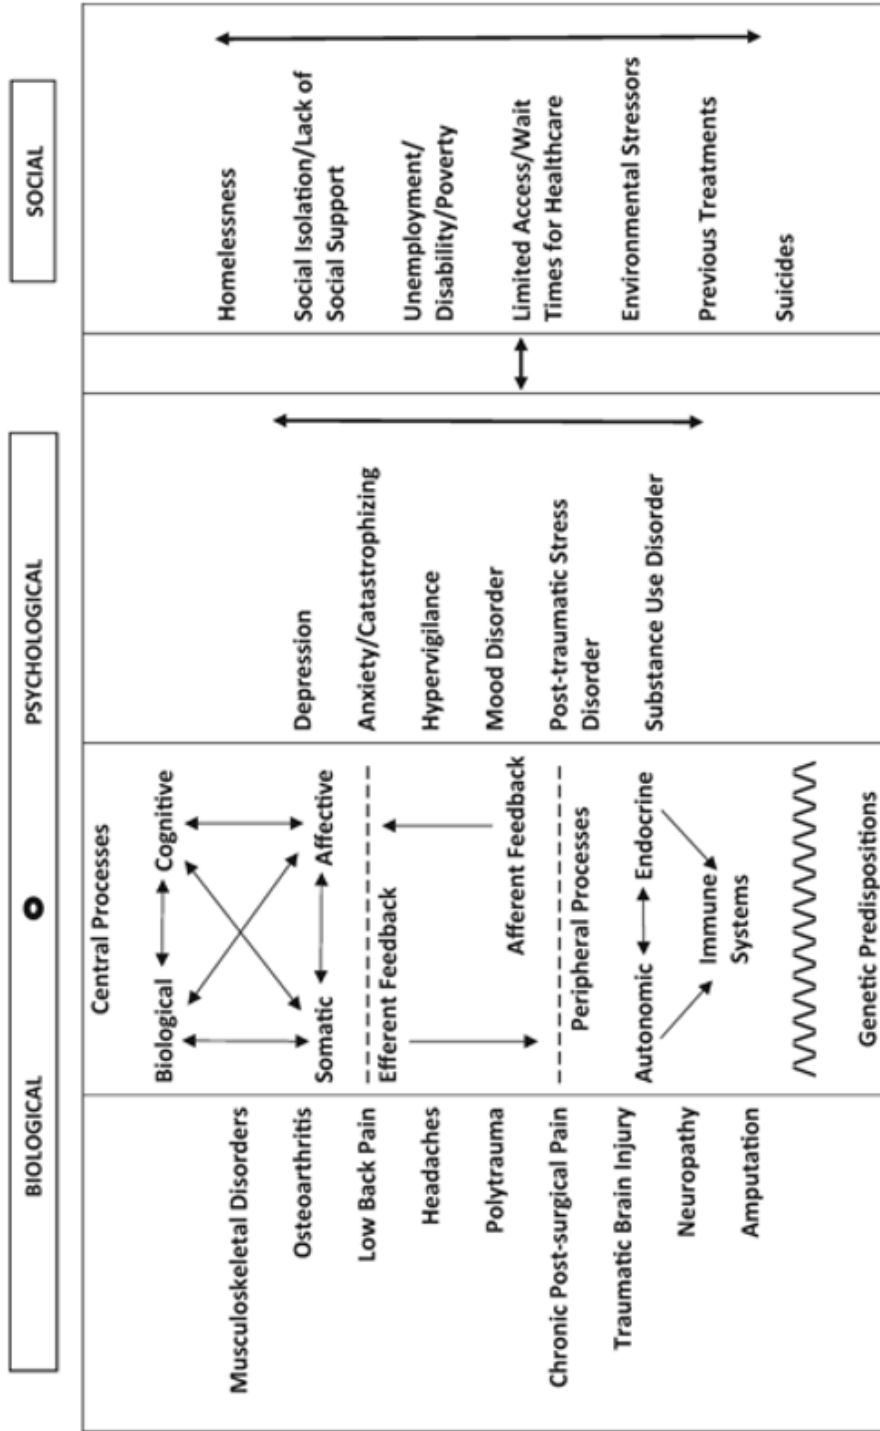 BIOLOGICAL
PSYCHOLOGICAL
SOCIAL
Musculoskeletal Disorders
Osteoarthritis
Low Back Pain
Headaches
Polytrauma
Chronic Post-surgical Pain
Traumatic Brain Injury
Neuropathy
Amputation
Central Processes
Biological
Cognitive
Somatic
Affective
Efferent Feedback
Afferent Feedback
Peripheral Processes
Autonomic
Endocrine
Immune
Systems
Genetic Predispositions
Depression
Anxiety/Catastrophizing
Hypervigilance
Mood Disorder
Post-traumatic Stress
Disorder
Substance Use Disorder
Homelessness
Social Isolation/Lack of
Social Support
Unemployment/
Disability/Poverty
Limited Access/Wait
Times for Healthcare
Environmental Stressors
Previous Treatments
Suicides